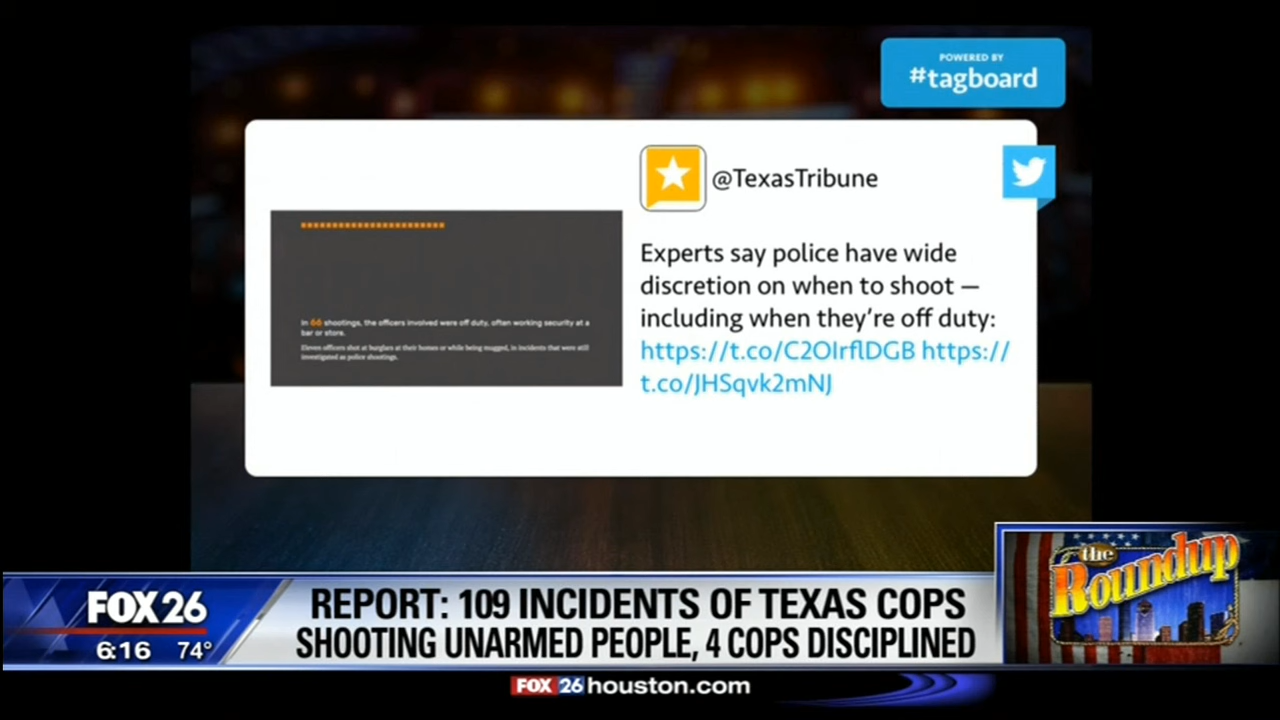 POWERED BY
#tagboard
@TexasTribune
Experts say police have wide
discretion on when to shoot —
including when they're off duty:
https://t.co/C2OIrflDGB https://
t.co/JHSqvk2mNJ
In 66 shootings, the officers involved were off duty, often working security at a
bar or store.
Eleven officers shot at burglars at their homes or while being mugged, in incidents that were still
investigated as police shootings.
the
Roundup
FOX 26
6:16 74°
REPORT: 109 INCIDENTS OF TEXAS COPS
SHOOTING UNARMED PEOPLE, 4 COPS DISCIPLINED
FOX 26 houston.com